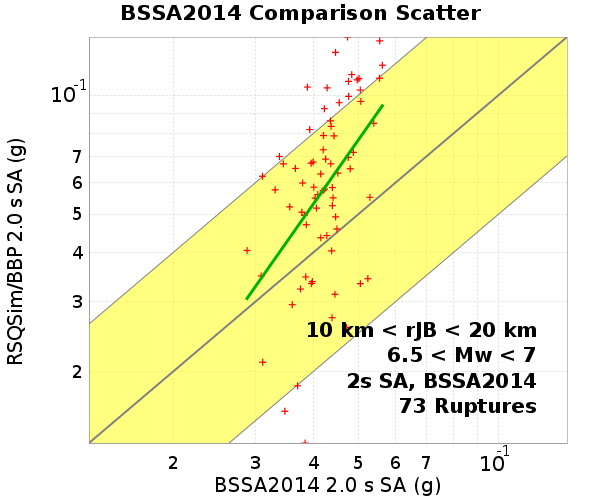 BSSA2014 Comparison Scatter
RSQSim/BBP 2.0 s SA (g)
10⁻¹
7
6
5
4
3
2
10 km < rJB < 20 km
6.5 < Mw < 7
2s SA, BSSA2014
73 Ruptures
2 3 4 5 6 7 10⁻¹
BSSA2014 2.0 s SA (g)